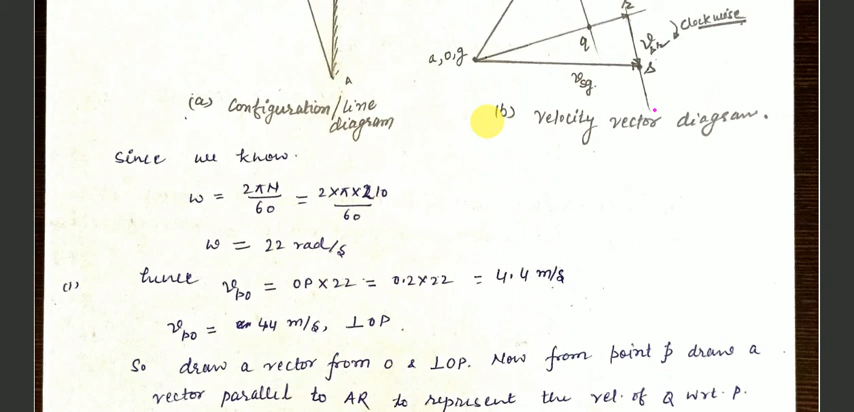 R
a,o,g
q
v
clockwise
s
vsg
A
(a) configuration/line
diagram
(b) velocity vector diagram.
Since we know.
w = 2πN/60 = 2×π×210/60
w = 22 rad/s
(1) hence vpo = OP×22 = 0.2×22 = 4.4 m/s
vpo = 44 m/s, ⊥OP.
So draw a vector from o & ⊥OP. Now from point p draw a
vector parallel to AR to represent the vel. of Q wrt. P.